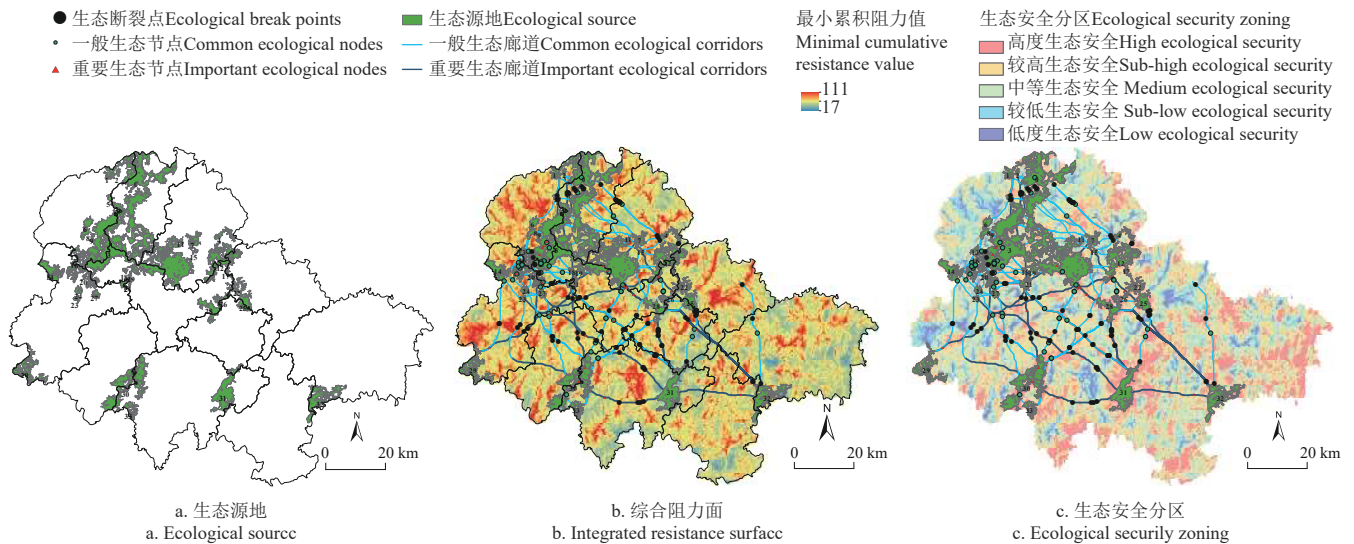 生态断裂点Ecological break points
一般生态节点Common ecological nodes
重要生态节点Important ecological nodes
生态源地Ecological source
一般生态廊道Common ecological corridors
重要生态廊道Important ecological corridors
最小累积阻力值
Minimal cumulative
resistance value
111
17
生态安全分区Ecological security zoning
高度生态安全High ecological security
较高生态安全Sub-high ecological security
中等生态安全 Medium ecological security
较低生态安全 Sub-low ecological security
低度生态安全Low ecological security
31
N
0 20 km
31
N
0 20 km
25
31
32
N
0 20 km
a. 生态源地
a. Ecological sourcc
b. 综合阻力面
b. Integrated resistance surfacc
c. 生态安全分区
c. Ecological securily zoning